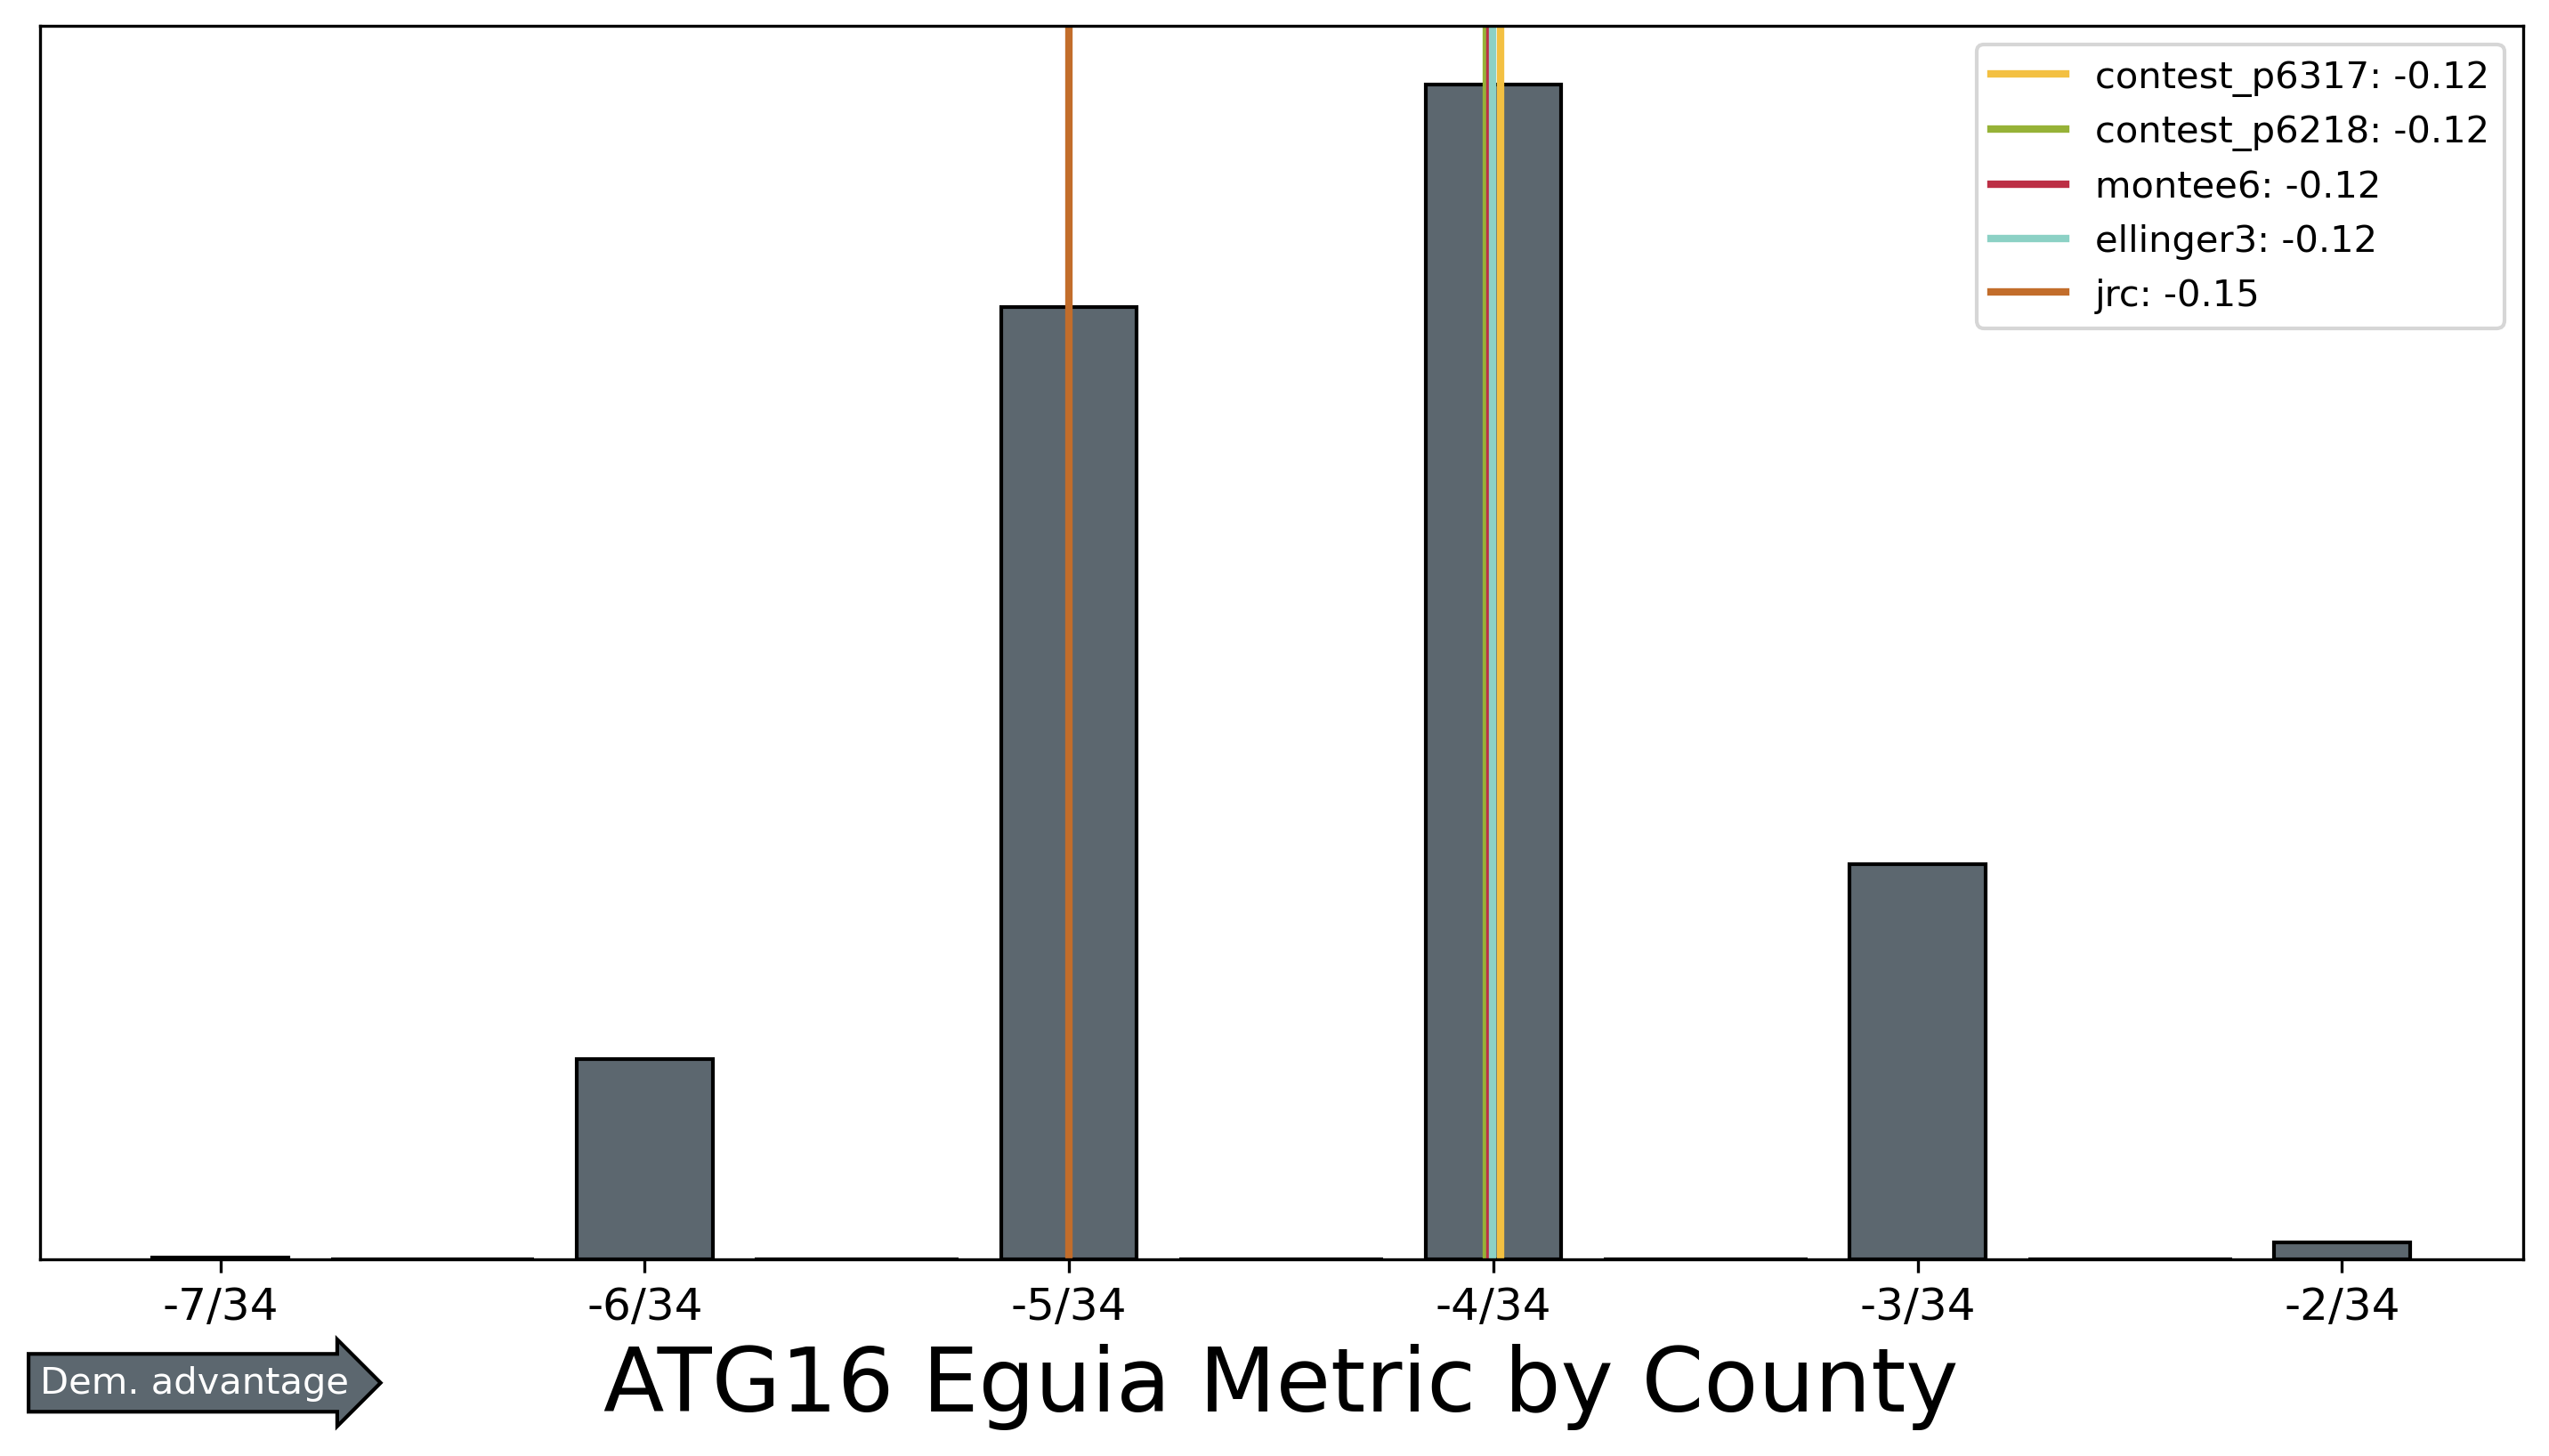 contest_p6317: -0.12
contest_p6218: -0.12
montee6: -0.12
ellinger3: -0.12
jrc: -0.15
-7/34
-6/34
-5/34
-4/34
-3/34
-2/34
Dem. advantage
ATG16 Eguia Metric by County